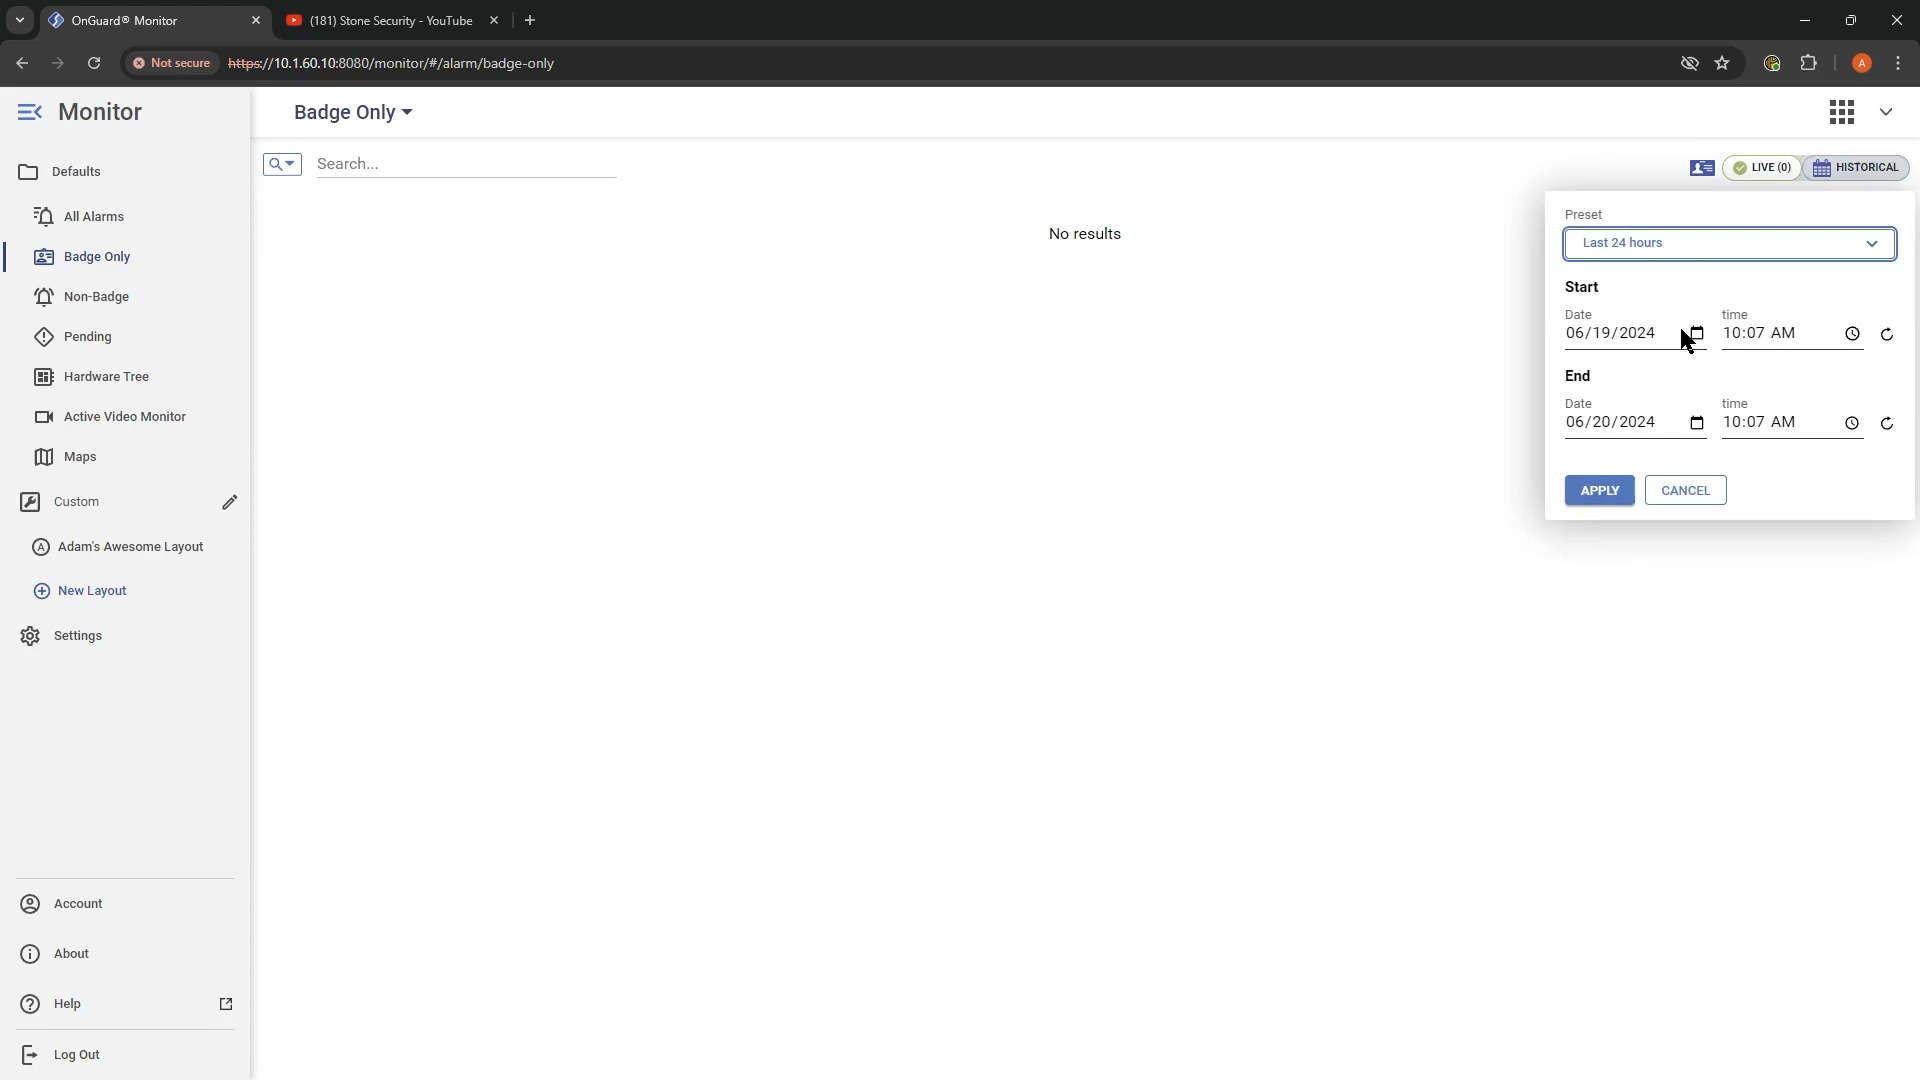 OnGuard® Monitor
(181) Stone Security - YouTube
Not secure
https://10.1.60.10:8080/monitor/#/alarm/badge-only
A
Monitor
Badge Only
Defaults
Search...
LIVE (0)
HISTORICAL
All Alarms
Badge Only
Non-Badge
Pending
Hardware Tree
Active Video Monitor
Maps
Custom
A Adam's Awesome Layout
New Layout
Settings
No results
Preset
Last 24 hours
Start
Date time
06/19/2024 10:07 AM
End
Date time
06/20/2024 10:07 AM
APPLY CANCEL
Account
About
Help
Log Out